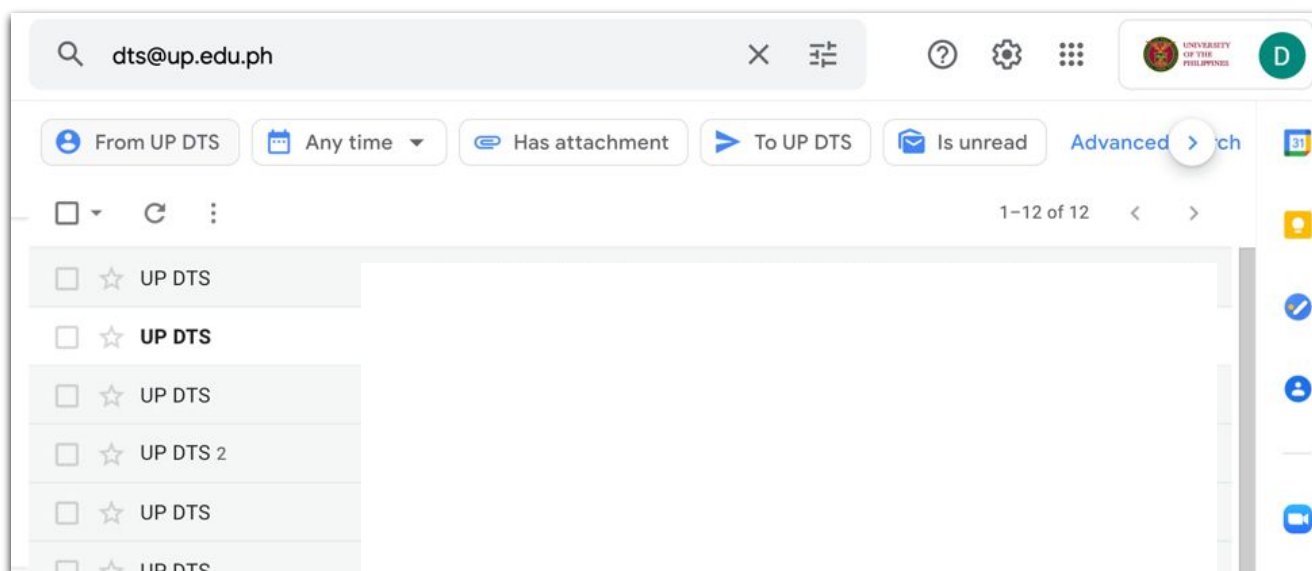 dts@up.edu.ph
UNIVERSITY
OF THE
PHILIPPINES
D
From UP DTS
Any time
Has attachment
To UP DTS
Is unread
Advanced
ch
31
1–12 of 12
UP DTS
UP DTS
UP DTS
UP DTS 2
UP DTS
UP DTS